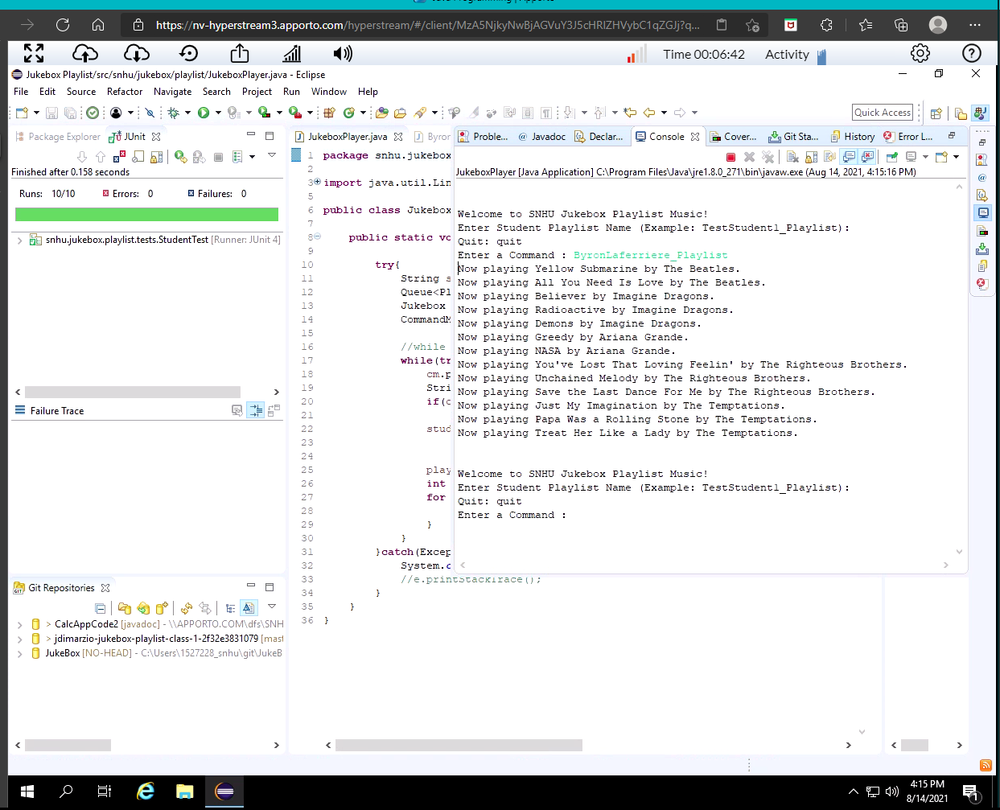 https://nv-hyperstream3.apporto.com/hyperstream/#/client/MzA5NjkyNwBjAGVuY3J5cHRlZHVybC1qZGJj?q...
Time 00:06:42 Activity
Jukebox Playlist/src/snhu/jukebox/playlist/JukeboxPlayer.java - Eclipse
File Edit Source Refactor Navigate Search Project Run Window Help
Quick Access
Package Explorer JUnit
Finished after 0.158 seconds
Runs: 10/10 Errors: 0 Failures: 0
snhu.jukebox.playlist.tests.StudentTest [Runner: JUnit 4]
Failure Trace
Git Repositories
> CalcAppCode2 [javadoc] - \\APPORTO.COM\dfs\SNH
> jdimarzio-jukebox-playlist-class-1-2f32e3831079 [mast
JukeBox [NO-HEAD] - C:\Users\1527228_snhu\git\JukeB
JukeboxPlayer.java Byron
1 package snhu.jukebox
2
3 import java.util.Lin
5
6 public class Jukebox
7
8 public static vo
9
10 try{
11 String s
12 Queue<Pl
13 Jukebox
14 CommandM
15
16 //while
17 while(tr
18 cm.p
19 Stri
20 if(c
21
22 stud
23
24
25 play
26 int
27 for
28
29 }
30 }
31 }catch(Excep
32 System.o
33 //e.printStackTrace();
34 }
35 }
36 }
Proble... Javadoc Declar... Console Cover... Git Sta... History Error L...
JukeboxPlayer [Java Application] C:\Program Files\Java\jre1.8.0_271\bin\javaw.exe (Aug 14, 2021, 4:15:16 PM)
Welcome to SNHU Jukebox Playlist Music!
Enter Student Playlist Name (Example: TestStudent1_Playlist):
Quit: quit
Enter a Command : ByronLaferriere_Playlist
Now playing Yellow Submarine by The Beatles.
Now playing All You Need Is Love by The Beatles.
Now playing Believer by Imagine Dragons.
Now playing Radioactive by Imagine Dragons.
Now playing Demons by Imagine Dragons.
Now playing Greedy by Ariana Grande.
Now playing NASA by Ariana Grande.
Now playing You've Lost That Loving Feelin' by The Righteous Brothers.
Now playing Unchained Melody by The Righteous Brothers.
Now playing Save the Last Dance For Me by The Righteous Brothers.
Now playing Just My Imagination by The Temptations.
Now playing Papa Was a Rolling Stone by The Temptations.
Now playing Treat Her Like a Lady by The Temptations.
Welcome to SNHU Jukebox Playlist Music!
Enter Student Playlist Name (Example: TestStudent1_Playlist):
Quit: quit
Enter a Command :
4:15 PM
8/14/2021
1